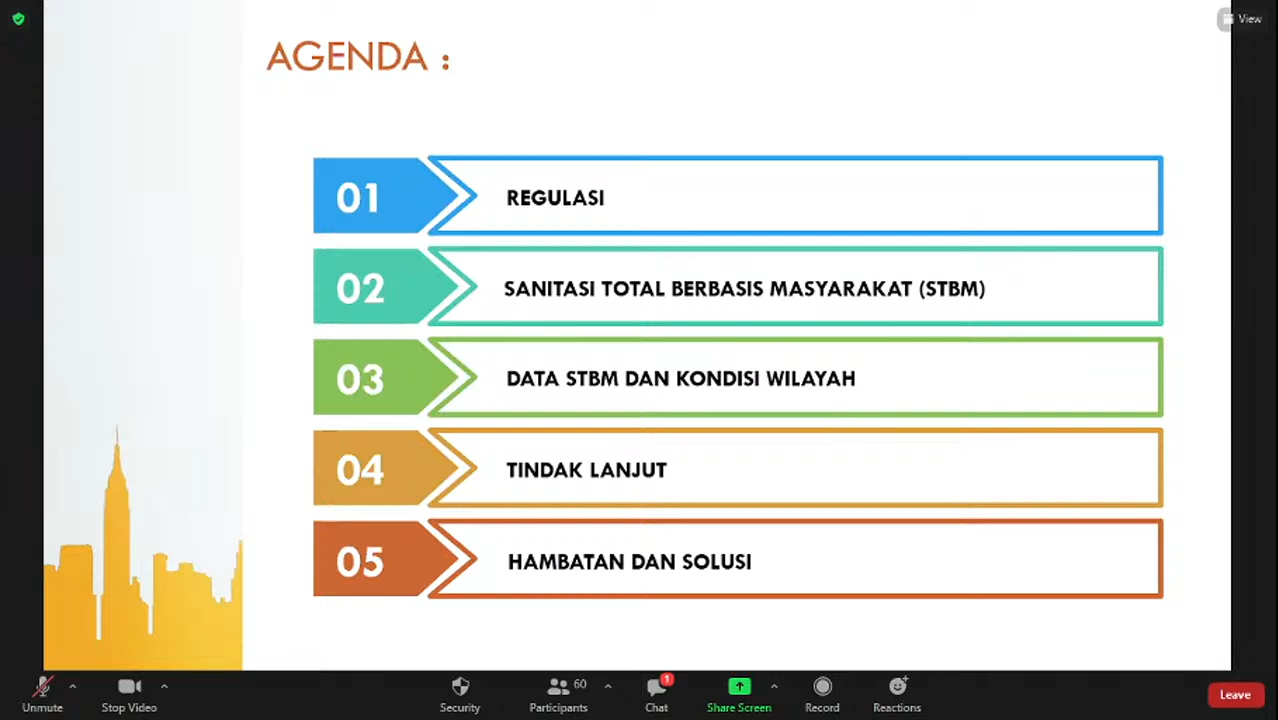 View
AGENDA :
01
REGULASI
02
SANITASI TOTAL BERBASIS MASYARAKAT (STBM)
03
DATA STBM DAN KONDISI WILAYAH
04
TINDAK LANJUT
05
HAMBATAN DAN SOLUSI
60
1
Unmute
Stop Video
Security
Participants
Chat
Share Screen
Record
Reactions
Leave